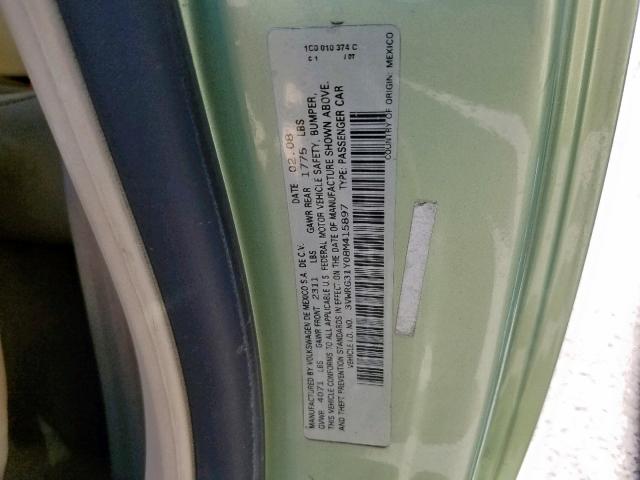 1C0 010 374 C
C 1 / 07
MANUFACTURED BY VOLKSWAGEN DE MEXICO S.A. DE C.V. DATE 02.08
GVWR 4071 LBS GAWR FRONT 2311 LBS GAWR REAR 1775 LBS
THIS VEHICLE CONFORMS TO ALL APPLICABLE U.S. FEDERAL MOTOR VEHICLE SAFETY, BUMPER,
AND THEFT PREVENTION STANDARDS IN EFFECT ON THE DATE OF MANUFACTURE SHOWN ABOVE.
VEHICLE I.D. NO. 3VWRG31Y08M415897 TYPE: PASSENGER CAR
COUNTRY OF ORIGIN: MEXICO